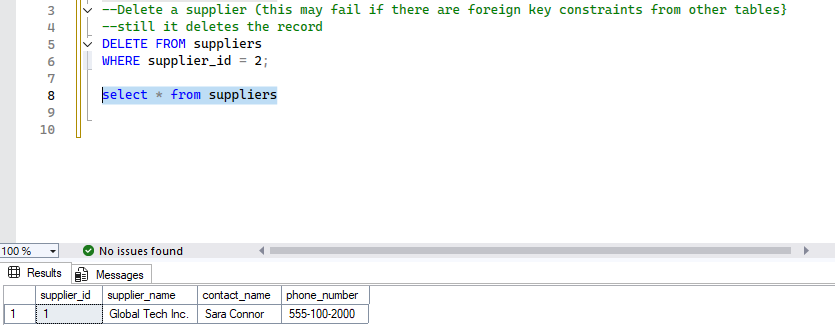 3 --Delete a supplier (this may fail if there are foreign key constraints from other tables}
4 --still it deletes the record
5 DELETE FROM suppliers
6 WHERE supplier_id = 2;
7
8 select * from suppliers
9
10
100 % No issues found
Results Messages
supplier_id supplier_name contact_name phone_number
1 1 Global Tech Inc. Sara Connor 555-100-2000